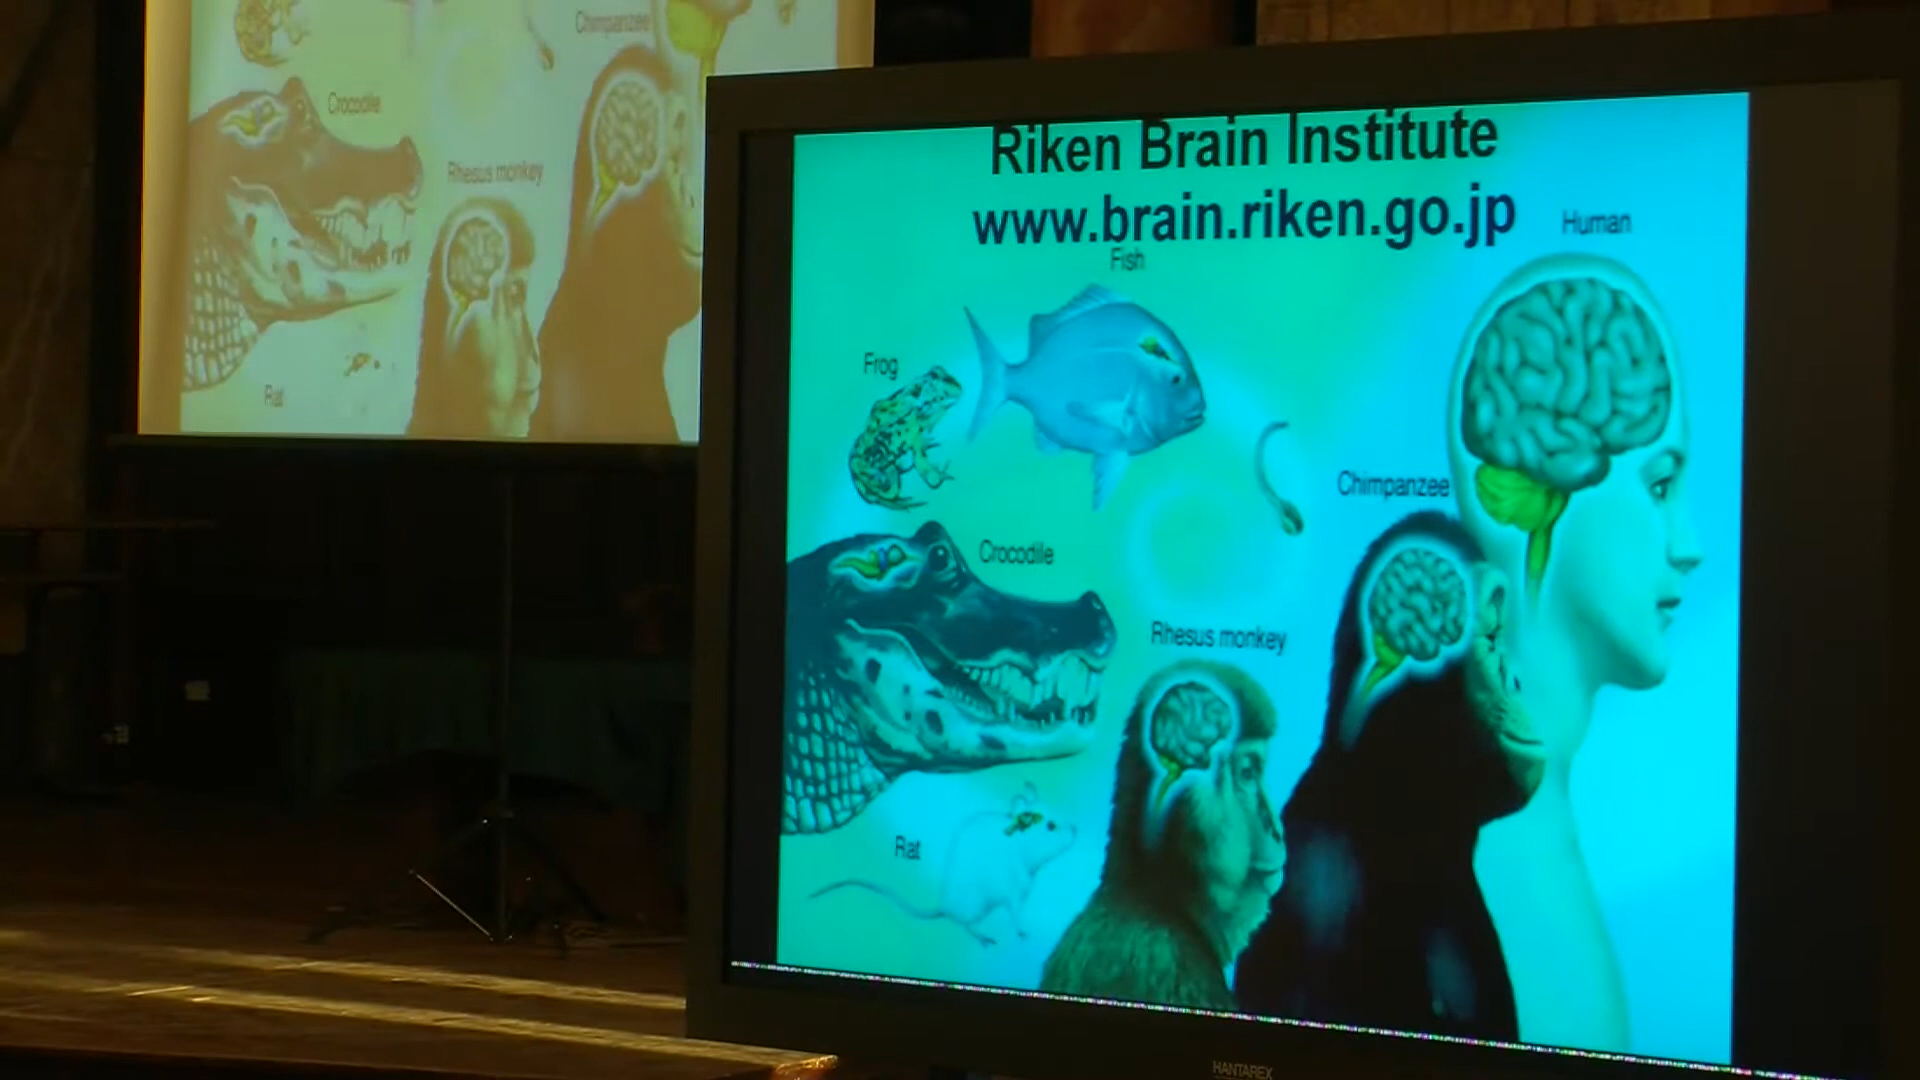 Chimpanzee
Crocodile
Rhesus monkey
Rat
Riken Brain Institute
www.brain.riken.go.jp
Human
Fish
Frog
Chimpanzee
Crocodile
Rhesus monkey
Rat
HANTAREX